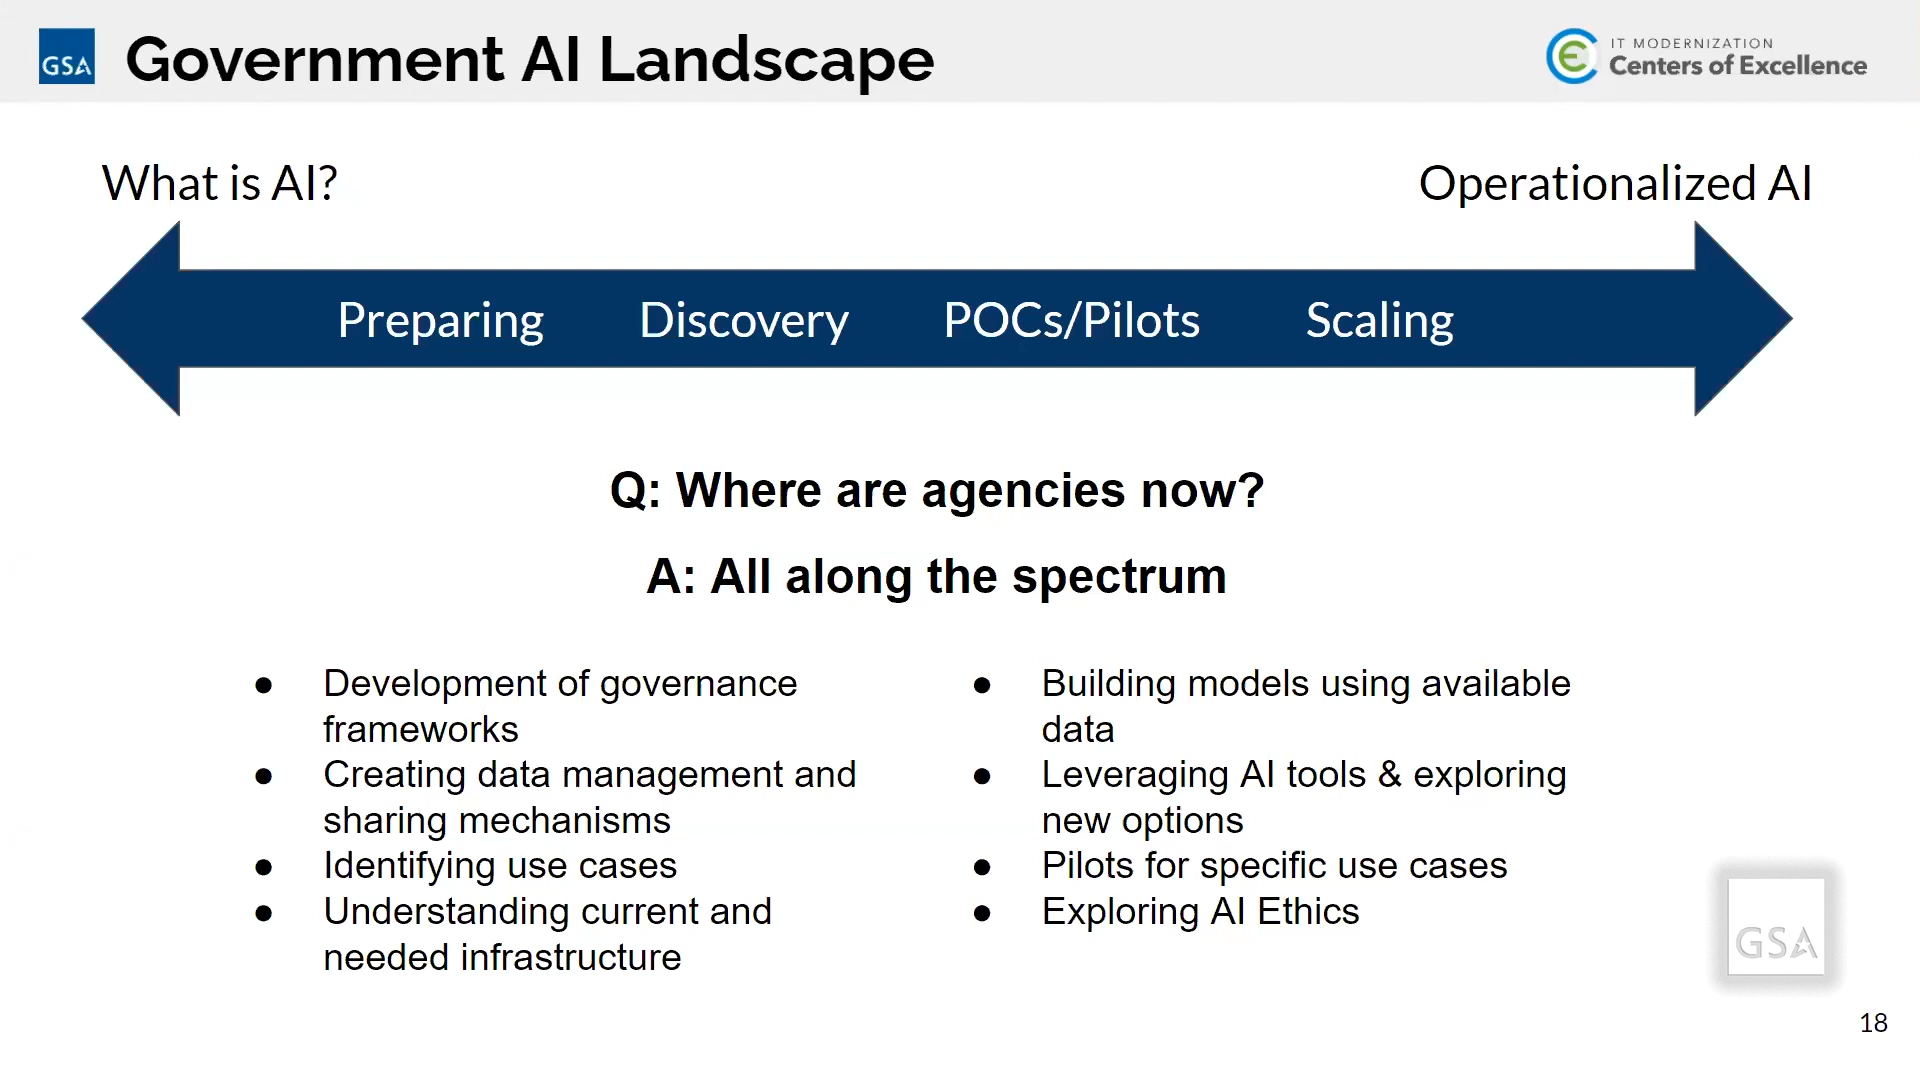 GSA
Government AI Landscape
IT MODERNIZATION
Centers of Excellence
What is AI?
Operationalized AI
Preparing
Discovery
POCs/Pilots
Scaling
Q: Where are agencies now?
A: All along the spectrum
● Development of governance
frameworks
● Creating data management and
sharing mechanisms
● Identifying use cases
● Understanding current and
needed infrastructure
● Building models using available
data
● Leveraging AI tools & exploring
new options
● Pilots for specific use cases
● Exploring AI Ethics
GSA
18